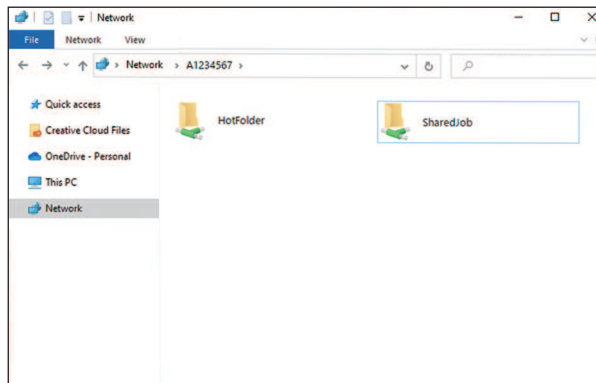 Network
File Network View
Network A1234567
Quick access
Creative Cloud Files
OneDrive - Personal
This PC
Network
HotFolder
SharedJob